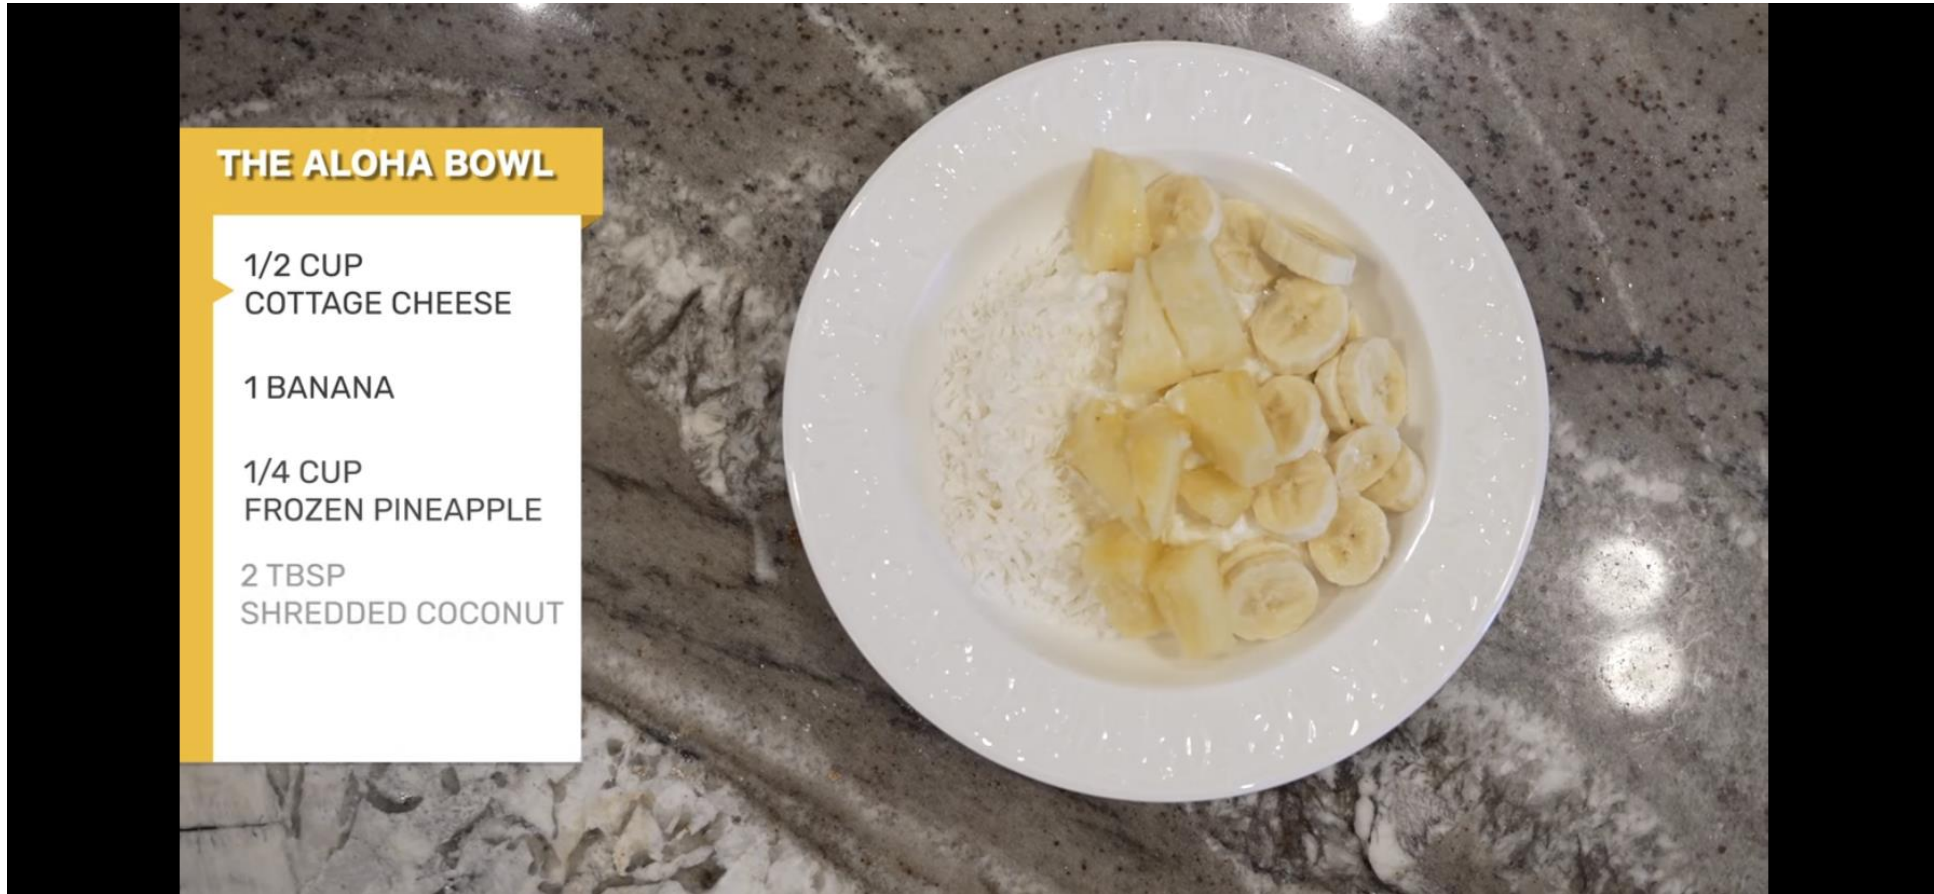 THE ALOHA BOWL
1/2 CUP
COTTAGE CHEESE
1 BANANA
1/4 CUP
FROZEN PINEAPPLE
2 TBSP
SHREDDED COCONUT